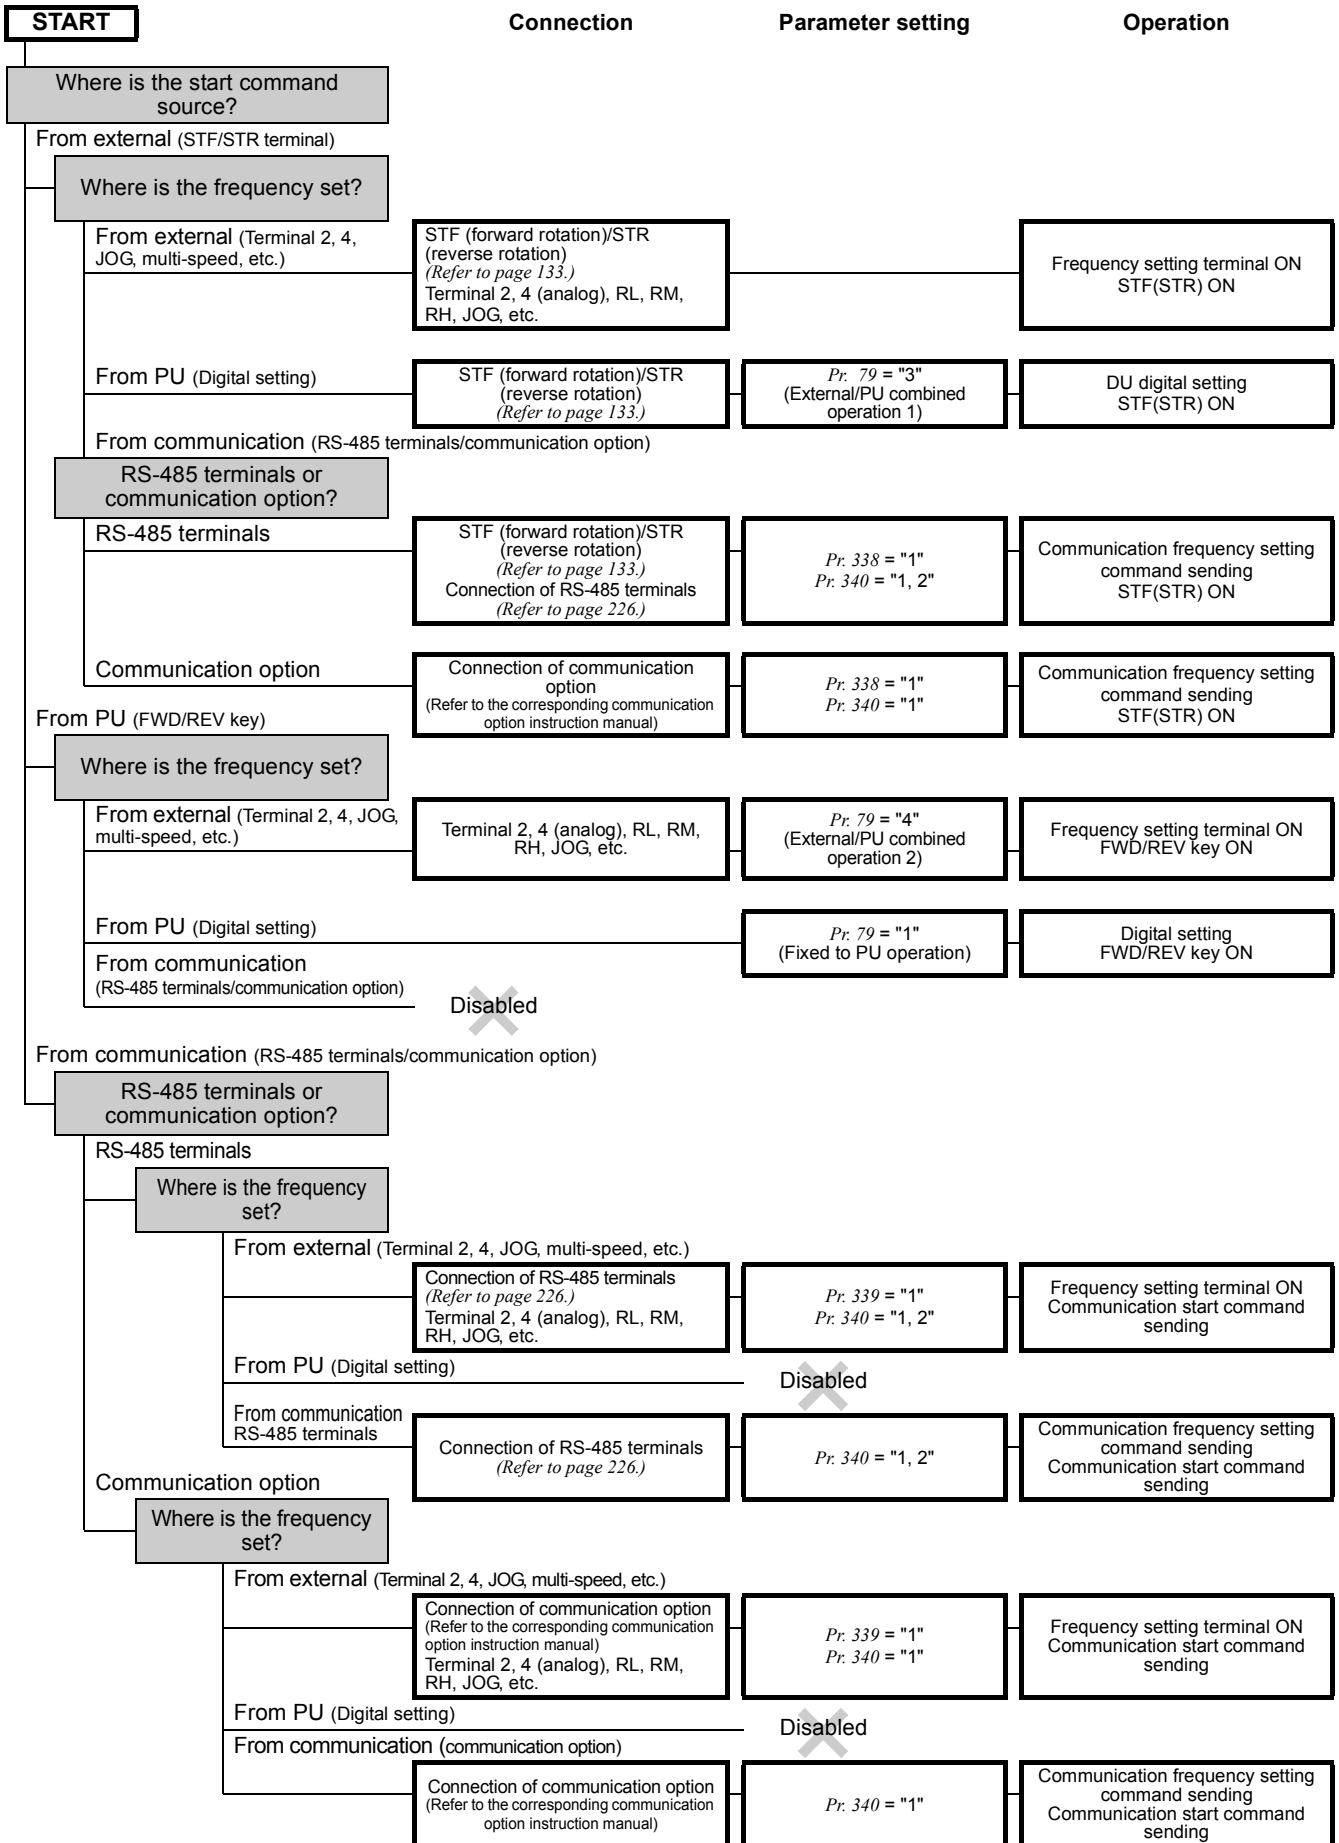 START
Connection
Parameter setting
Operation
Where is the start command
source?
From external (STF/STR terminal)
Where is the frequency set?
From external (Terminal 2, 4,
JOG, multi-speed, etc.)
STF (forward rotation)/STR
(reverse rotation)
(Refer to page 133.)
Terminal 2, 4 (analog), RL, RM,
RH, JOG, etc.
Frequency setting terminal ON
STF(STR) ON
From PU (Digital setting)
STF (forward rotation)/STR
(reverse rotation)
(Refer to page 133.)
Pr. 79 = "3"
(External/PU combined
operation 1)
DU digital setting
STF(STR) ON
From communication (RS-485 terminals/communication option)
RS-485 terminals or
communication option?
RS-485 terminals
STF (forward rotation)/STR
(reverse rotation)
(Refer to page 133.)
Connection of RS-485 terminals
(Refer to page 226.)
Pr. 338 = "1"
Pr. 340 = "1, 2"
Communication frequency setting
command sending
STF(STR) ON
Communication option
Connection of communication
option
(Refer to the corresponding communication
option instruction manual)
Pr. 338 = "1"
Pr. 340 = "1"
Communication frequency setting
command sending
STF(STR) ON
From PU (FWD/REV key)
Where is the frequency set?
From external (Terminal 2, 4, JOG,
multi-speed, etc.)
Terminal 2, 4 (analog), RL, RM,
RH, JOG, etc.
Pr. 79 = "4"
(External/PU combined
operation 2)
Frequency setting terminal ON
FWD/REV key ON
From PU (Digital setting)
Pr. 79 = "1"
(Fixed to PU operation)
Digital setting
FWD/REV key ON
From communication
(RS-485 terminals/communication option)
Disabled
From communication (RS-485 terminals/communication option)
RS-485 terminals or
communication option?
RS-485 terminals
Where is the frequency
set?
From external (Terminal 2, 4, JOG, multi-speed, etc.)
Connection of RS-485 terminals
(Refer to page 226.)
Terminal 2, 4 (analog), RL, RM,
RH, JOG, etc.
Pr. 339 = "1"
Pr. 340 = "1, 2"
Frequency setting terminal ON
Communication start command
sending
From PU (Digital setting)
Disabled
From communication
RS-485 terminals
Connection of RS-485 terminals
(Refer to page 226.)
Pr. 340 = "1, 2"
Communication frequency setting
command sending
Communication start command
sending
Communication option
Where is the frequency
set?
From external (Terminal 2, 4, JOG, multi-speed, etc.)
Connection of communication option
(Refer to the corresponding communication
option instruction manual)
Terminal 2, 4 (analog), RL, RM,
RH, JOG, etc.
Pr. 339 = "1"
Pr. 340 = "1"
Frequency setting terminal ON
Communication start command
sending
From PU (Digital setting)
Disabled
From communication (communication option)
Connection of communication option
(Refer to the corresponding communication
option instruction manual)
Pr. 340 = "1"
Communication frequency setting
command sending
Communication start command
sending